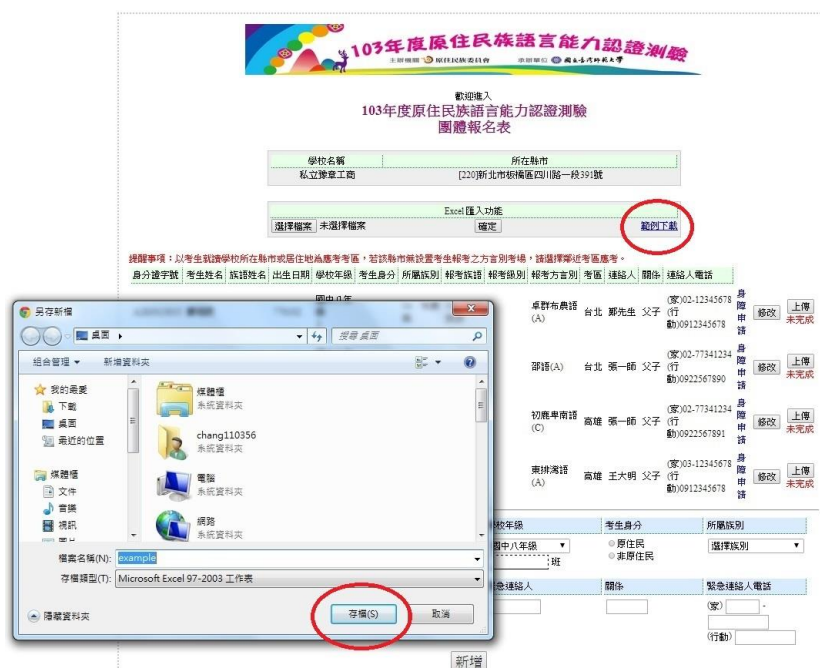 103年度原住民族語言能力認證測驗
主辦機關 原住民族委員會 承辦單位 國立臺灣師範大學
歡迎進入
103年度原住民族語言能力認證測驗
團體報名表
學校名稱 所在縣市
私立豫章工商 [220]新北市板橋區四川路一段391號
Excel 匯入功能
選擇檔案 未選擇檔案 確定 範例下載
提醒事項：以考生就讀學校所在縣市或居住地為應考考區，若該縣市無設置考生報考之方言別考場，請選擇鄰近考區應考。
身分證字號 考生姓名 族語姓名 出生日期 學校年級 考生身分 所屬族別 報考族語 報考級別 報考方言別 考區 連絡人 關係 連絡人電話
國中八年
卓群布農語(A) 台北 鄭先生 父子 (家)02-12345678 (行動)0912345678 身障申請 修改 上傳 未完成
邵語(A) 台北 張一師 父子 (家)02-77341234 (行動)0922567890 身障申請 修改 上傳 未完成
初鹿卑南語(C) 高雄 張一師 父子 (家)02-77341234 (行動)0922567891 身障申請 修改 上傳 未完成
東排灣語(A) 高雄 王大明 父子 (家)03-12345678 (行動)0912345678 身障申請 修改 上傳 未完成
另存新檔
桌面
搜尋 桌面
組合管理 新增資料夾
我的最愛
下載
桌面
最近的位置
媒體櫃
文件
音樂
視訊
圖片
媒體櫃
系統資料夾
chang110356
系統資料夾
電腦
系統資料夾
網路
系統資料夾
檔案名稱(N): example
存檔類型(T): Microsoft Excel 97-2003 工作表
隱藏資料夾 存檔(S) 取消
校年級 考生身分 所屬族別
國中八年級 原住民 選擇族別
班 非原住民
急連絡人 關係 緊急連絡人電話
(家) -
(行動)
新增